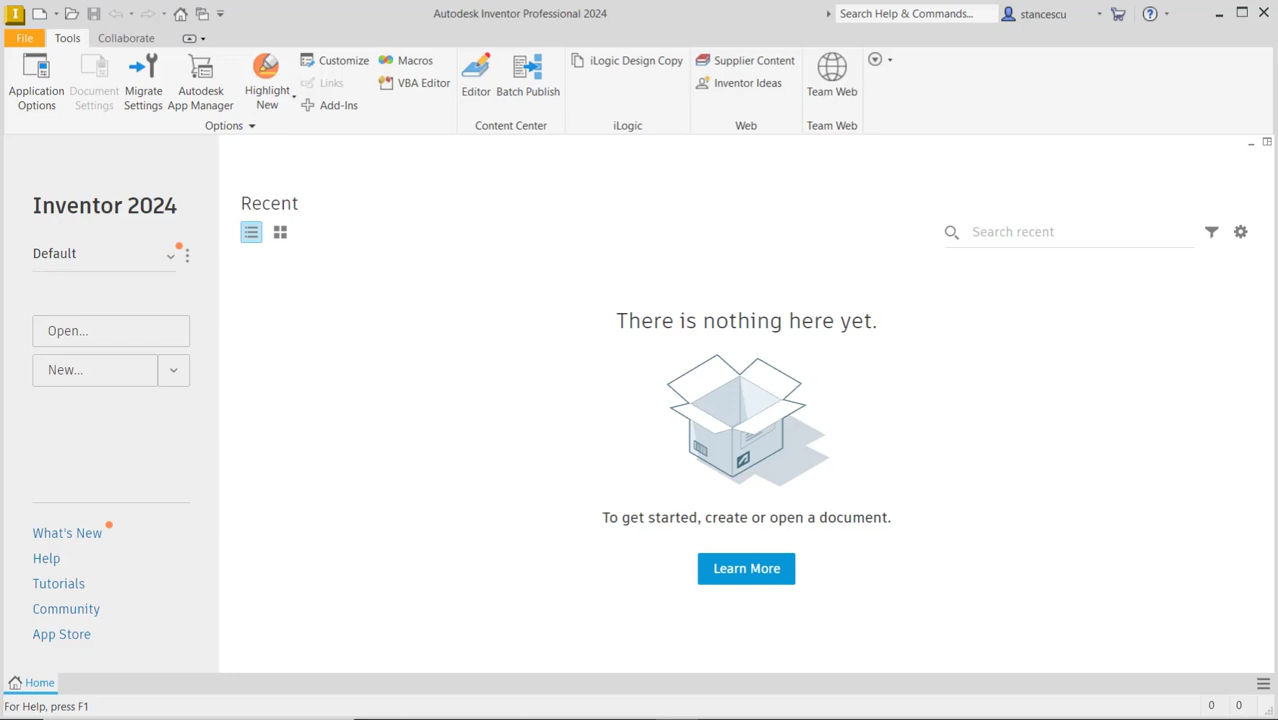 Autodesk Inventor Professional 2024
Search Help & Commands...
stancescu
File
Tools
Collaborate
Application Options
Document Settings
Migrate Settings
Autodesk App Manager
Highlight New
Customize
Links
Add-Ins
Macros
VBA Editor
Options
Editor
Batch Publish
Content Center
iLogic Design Copy
iLogic
Supplier Content
Inventor Ideas
Web
Team Web
Team Web
Inventor 2024
Default
Open...
New...
What's New
Help
Tutorials
Community
App Store
Recent
Search recent
There is nothing here yet.
To get started, create or open a document.
Learn More
Home
For Help, press F1
0 0